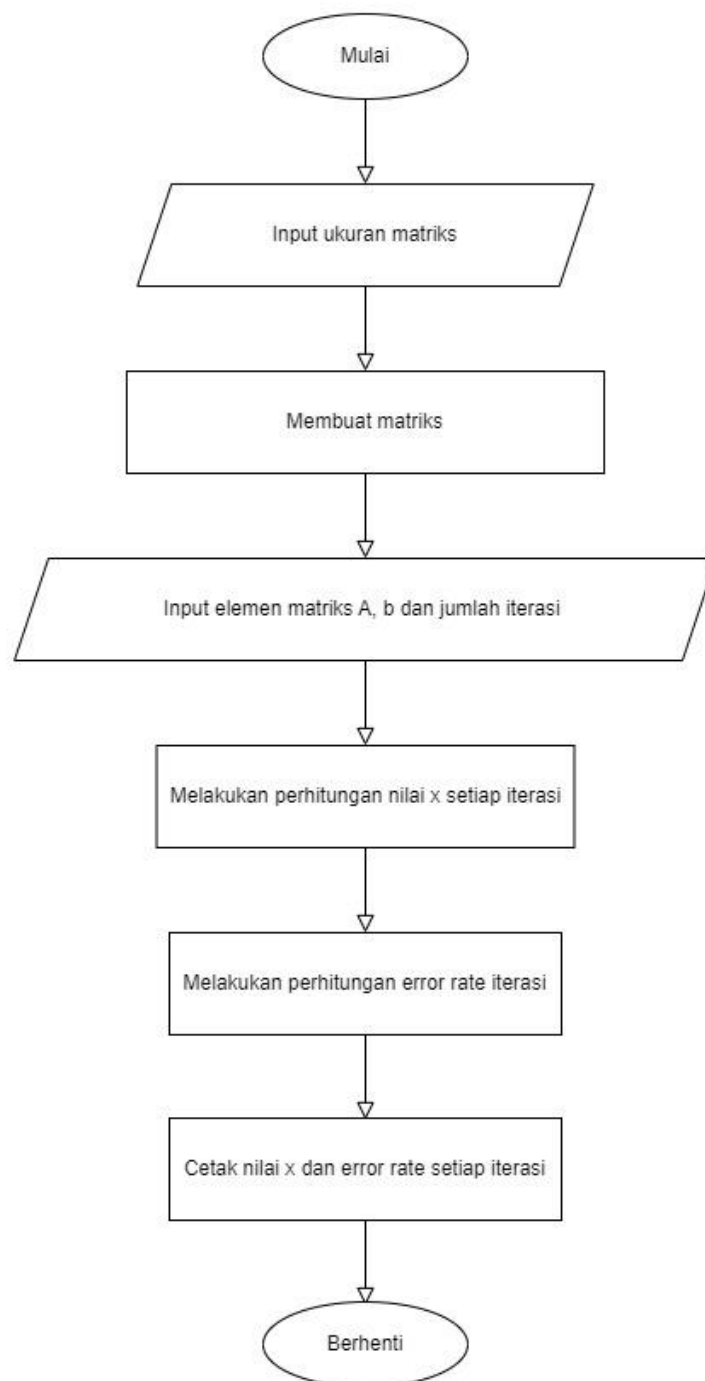 Mulai
Input ukuran matriks
Membuat matriks
Input elemen matriks A, b dan jumlah iterasi
Melakukan perhitungan nilai x setiap iterasi
Melakukan perhitungan error rate iterasi
Cetak nilai x dan error rate setiap iterasi
Berhenti